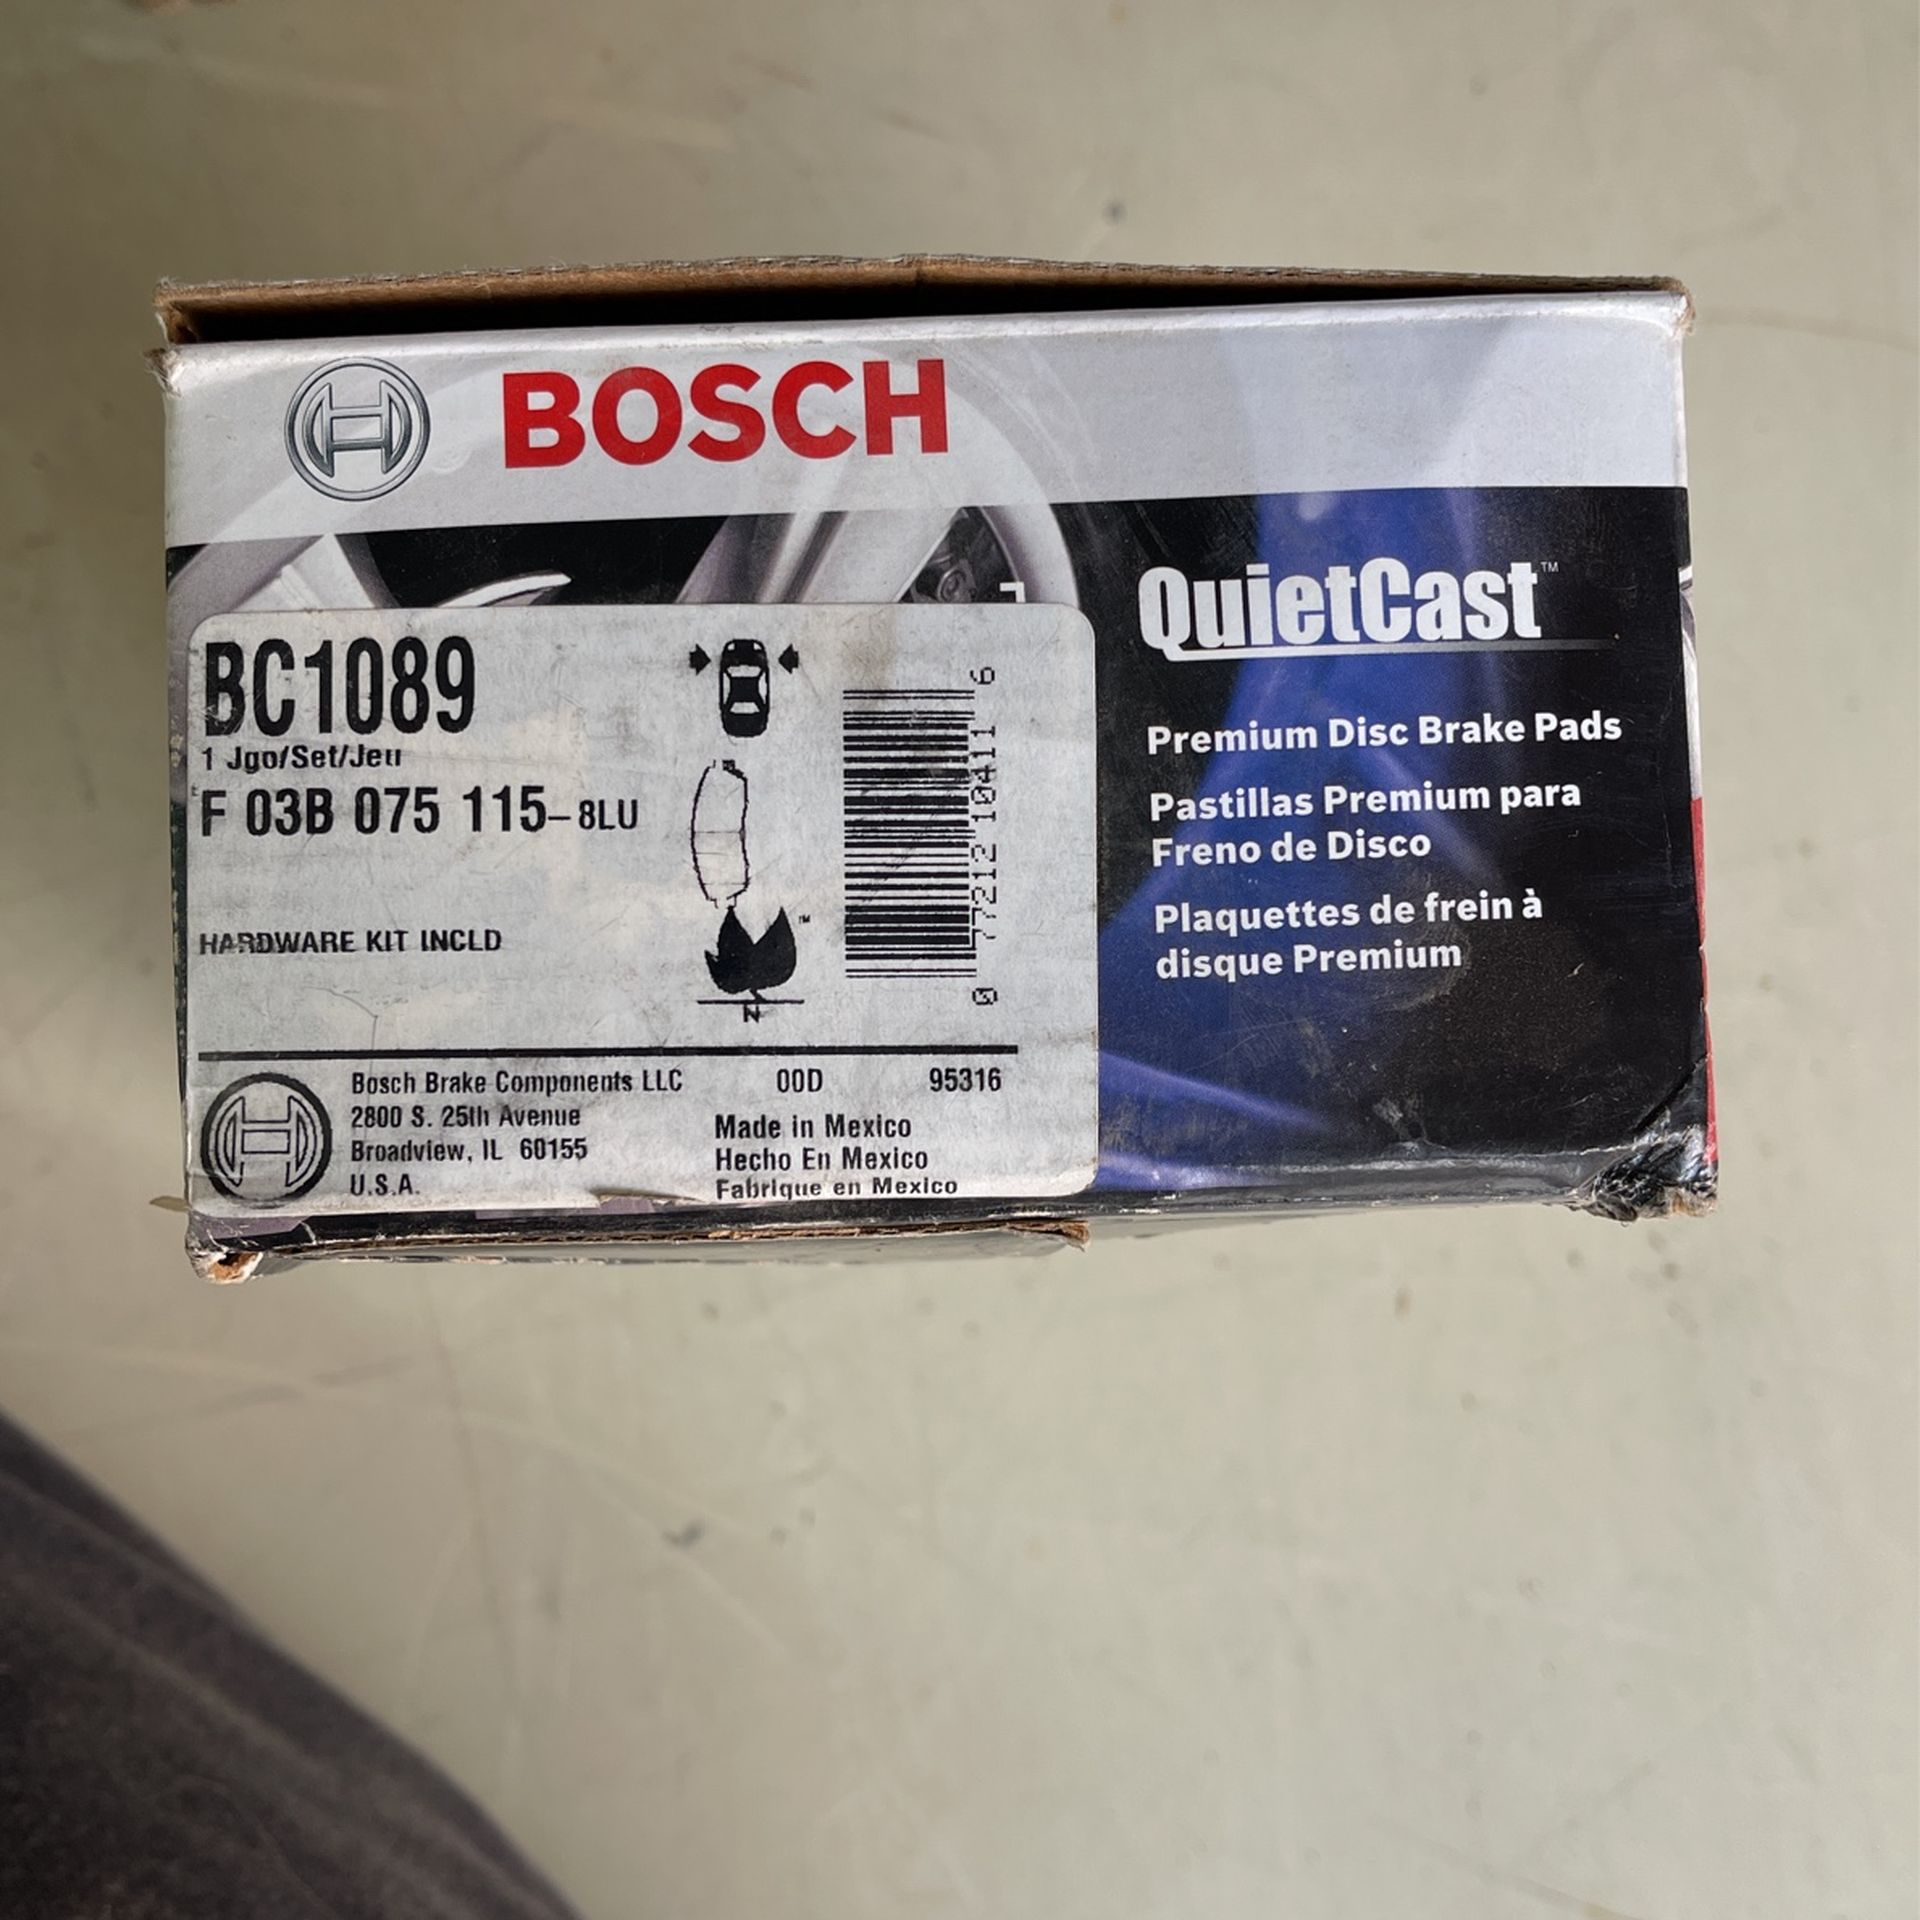 BOSCH
QuietCast™
Premium Disc Brake Pads
Pastillas Premium para
Freno de Disco
Plaquettes de frein à
disque Premium
BC1089
1 Jgo/Set/Jeu
F 03B 075 115-8LU
HARDWARE KIT INCLD
TM
N
0 77212 10411 6
Bosch Brake Components LLC
2800 S. 25th Avenue
Broadview, IL 60155
U.S.A.
00D 95316
Made in Mexico
Hecho En Mexico
Fabrique en Mexico